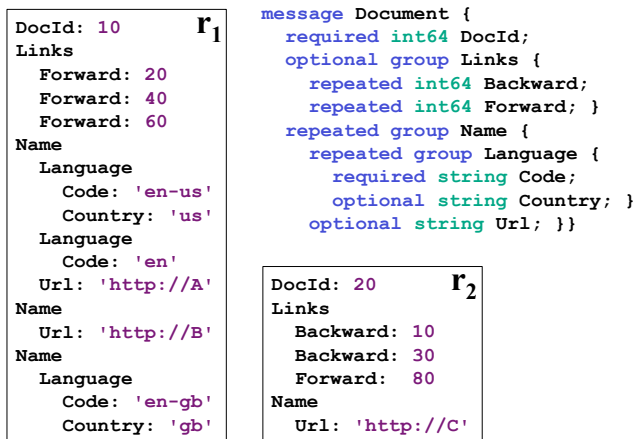 DocId: 10 r1
Links
  Forward: 20
  Forward: 40
  Forward: 60
Name
  Language
    Code: 'en-us'
    Country: 'us'
  Language
    Code: 'en'
  Url: 'http://A'
Name
  Url: 'http://B'
Name
  Language
    Code: 'en-gb'
    Country: 'gb'
message Document {
  required int64 DocId;
  optional group Links {
    repeated int64 Backward;
    repeated int64 Forward; }
  repeated group Name {
    repeated group Language {
      required string Code;
      optional string Country; }
    optional string Url; }}
DocId: 20 r2
Links
  Backward: 10
  Backward: 30
  Forward:  80
Name
  Url: 'http://C'